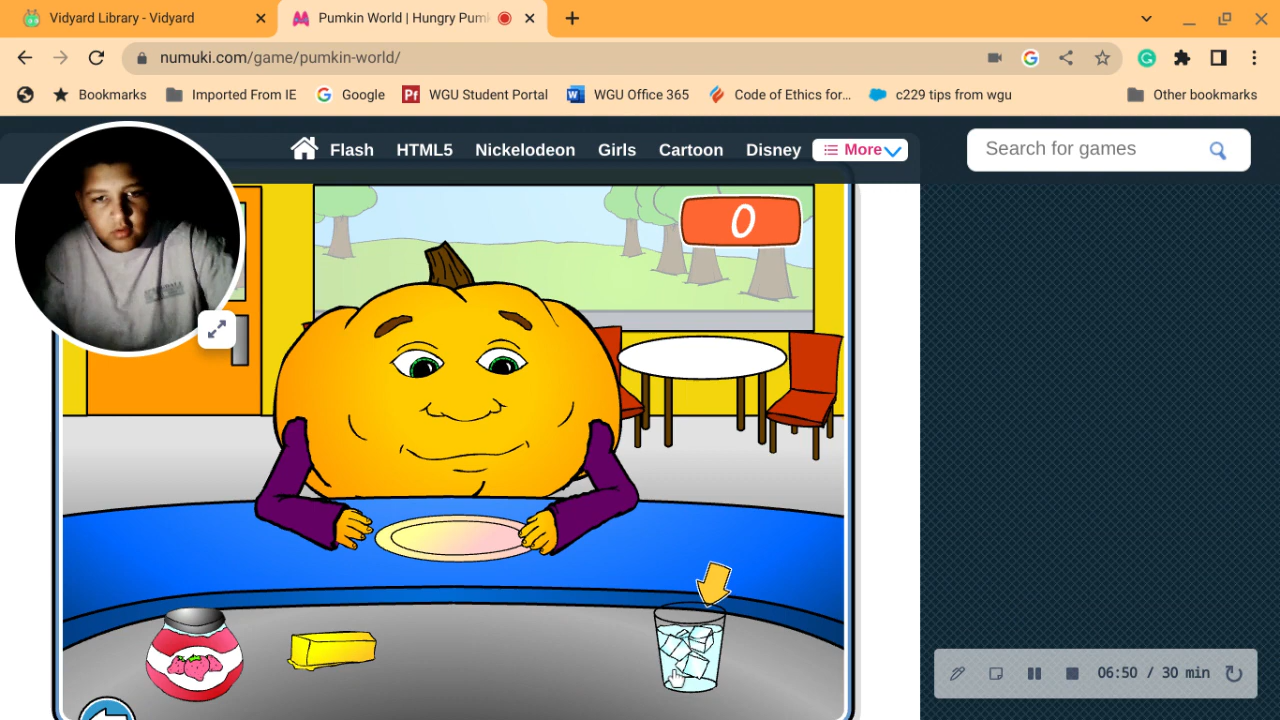 Vidyard Library - Vidyard
Pumkin World | Hungry Pum
numuki.com/game/pumkin-world/
Bookmarks Imported From IE Google WGU Student Portal WGU Office 365 Code of Ethics for... c229 tips from wgu Other bookmarks
Flash HTML5 Nickelodeon Girls Cartoon Disney More
Search for games
0
06:50 / 30 min